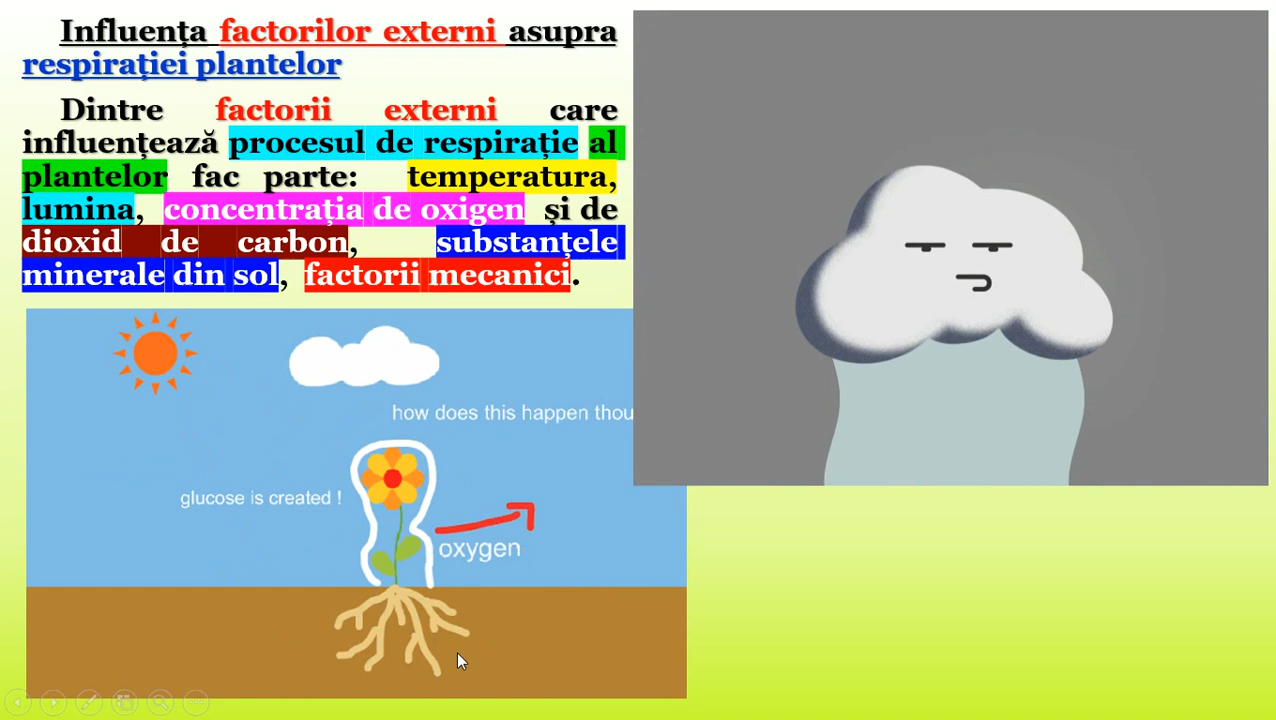 Influența factorilor externi asupra
respirației plantelor
Dintre factorii externi care
influențează procesul de respirație al
plantelor fac parte: temperatura,
lumina, concentrația de oxigen și de
dioxid de carbon, substanțele
minerale din sol, factorii mecanici.
how does this happen thou
glucose is created !
oxygen